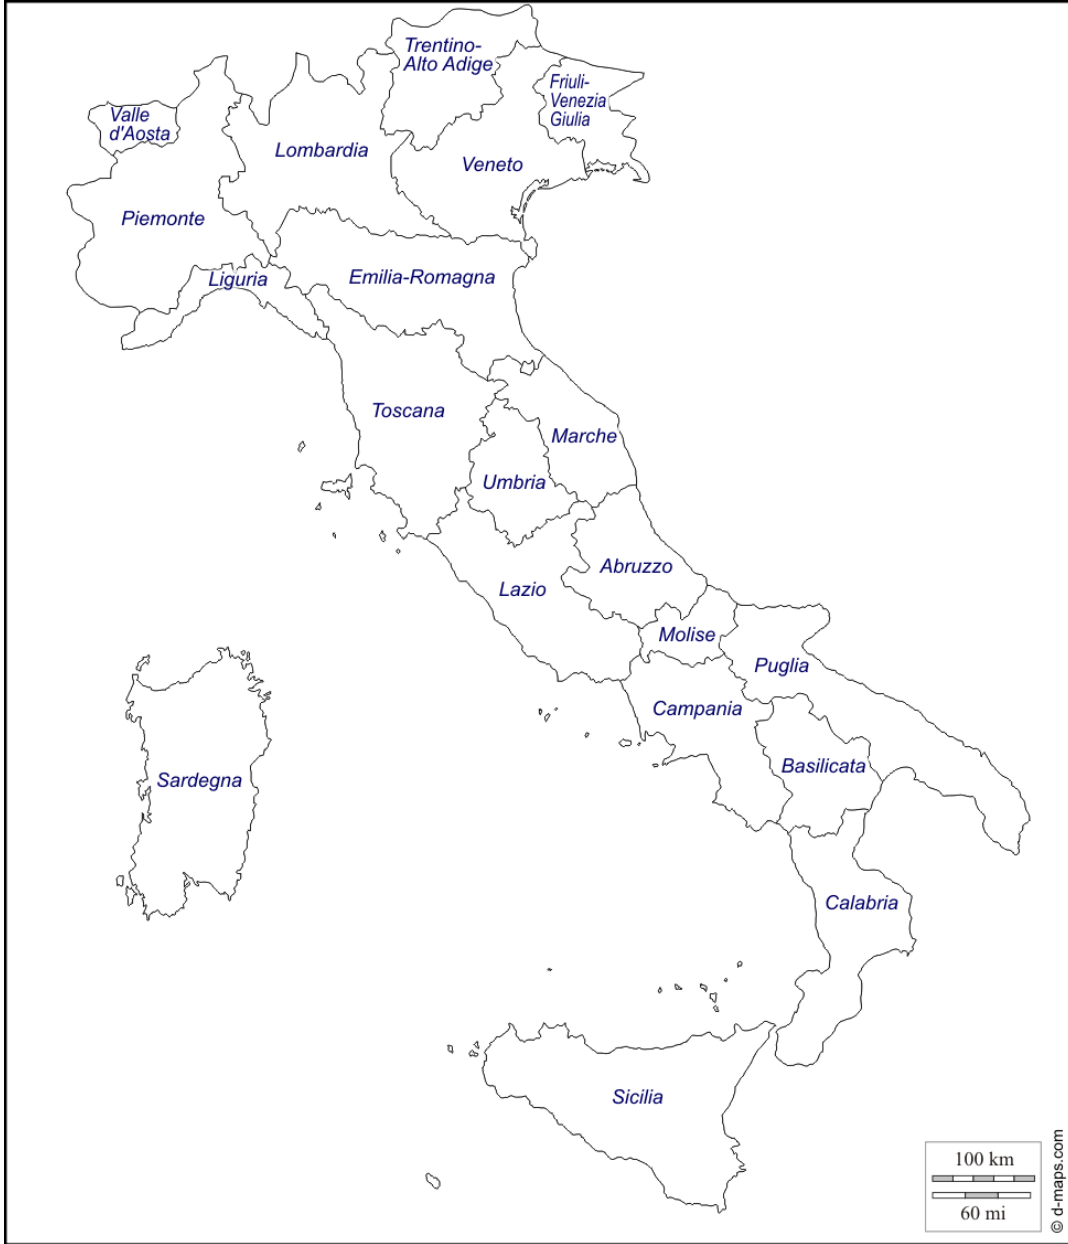 Trentino-
Alto Adige
Friuli-
Venezia
Giulia
Valle
d'Aosta
Lombardia
Veneto
Piemonte
Liguria
Emilia-Romagna
Toscana
Marche
Umbria
Abruzzo
Lazio
Molise
Puglia
Campania
Basilicata
Sardegna
Calabria
Sicilia
100 km
60 mi
© d-maps.com